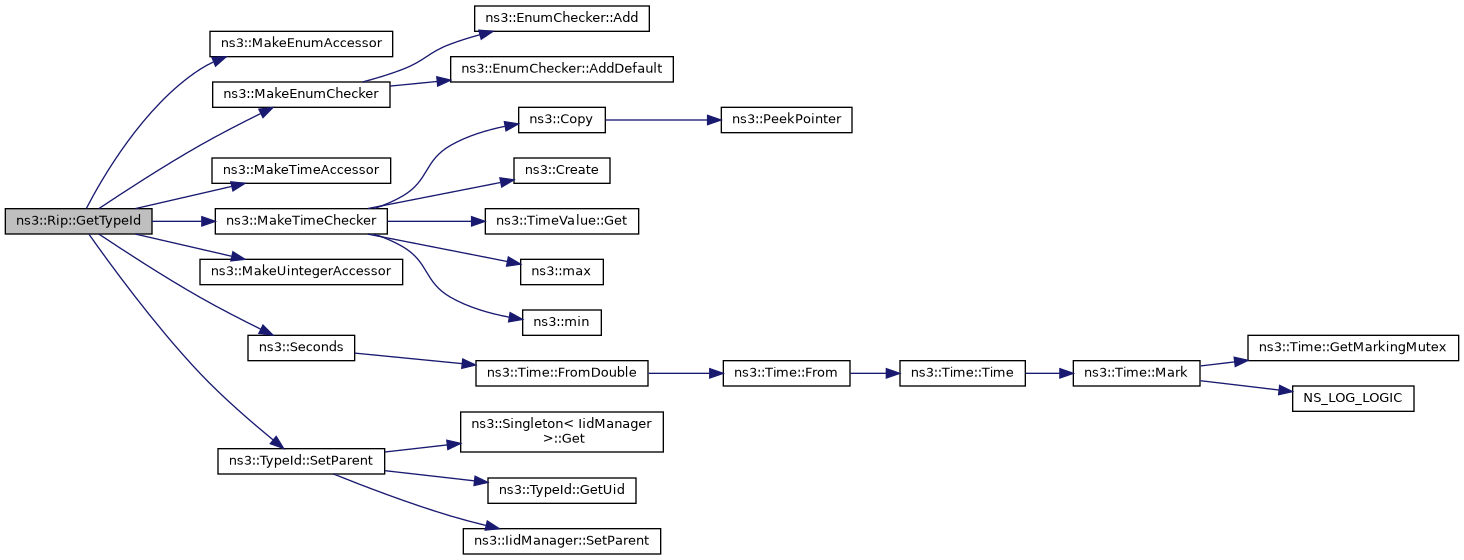 ns3::EnumChecker::Add
ns3::MakeEnumAccessor
ns3::EnumChecker::AddDefault
ns3::MakeEnumChecker
ns3::Copy
ns3::PeekPointer
ns3::MakeTimeAccessor
ns3::Create
ns3::Rip::GetTypeId
ns3::MakeTimeChecker
ns3::TimeValue::Get
ns3::MakeUintegerAccessor
ns3::max
ns3::min
ns3::Seconds
ns3::Time::GetMarkingMutex
ns3::Time::FromDouble
ns3::Time::From
ns3::Time::Time
ns3::Time::Mark
NS_LOG_LOGIC
ns3::Singleton< IidManager
>::Get
ns3::TypeId::SetParent
ns3::TypeId::GetUid
ns3::IidManager::SetParent